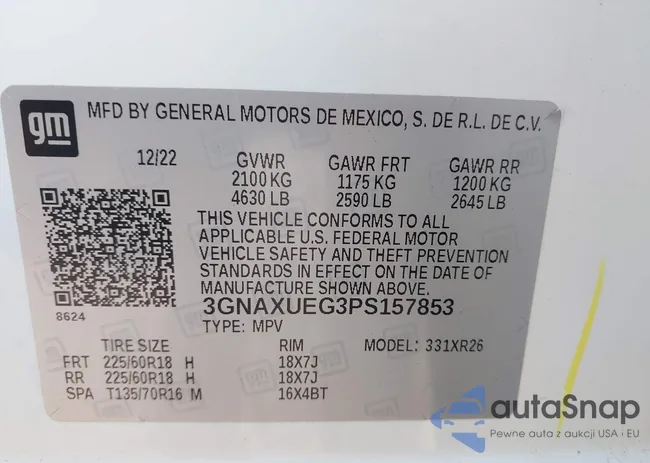 gm
MFD BY GENERAL MOTORS DE MEXICO, S. DE R.L. DE C.V.
12/22 GVWR GAWR FRT GAWR RR
2100 KG 1175 KG 1200 KG
4630 LB 2590 LB 2645 LB
THIS VEHICLE CONFORMS TO ALL
APPLICABLE U.S. FEDERAL MOTOR
VEHICLE SAFETY AND THEFT PREVENTION
STANDARDS IN EFFECT ON THE DATE OF
MANUFACTURE SHOWN ABOVE.
8624 3GNAXUEG3PS157853
TYPE: MPV
TIRE SIZE RIM MODEL: 331XR26
FRT 225/60R18 H 18X7J
RR 225/60R18 H 18X7J
SPA T135/70R16 M 16X4BT
autaSnap
Pewne auta z aukcji USA i EU